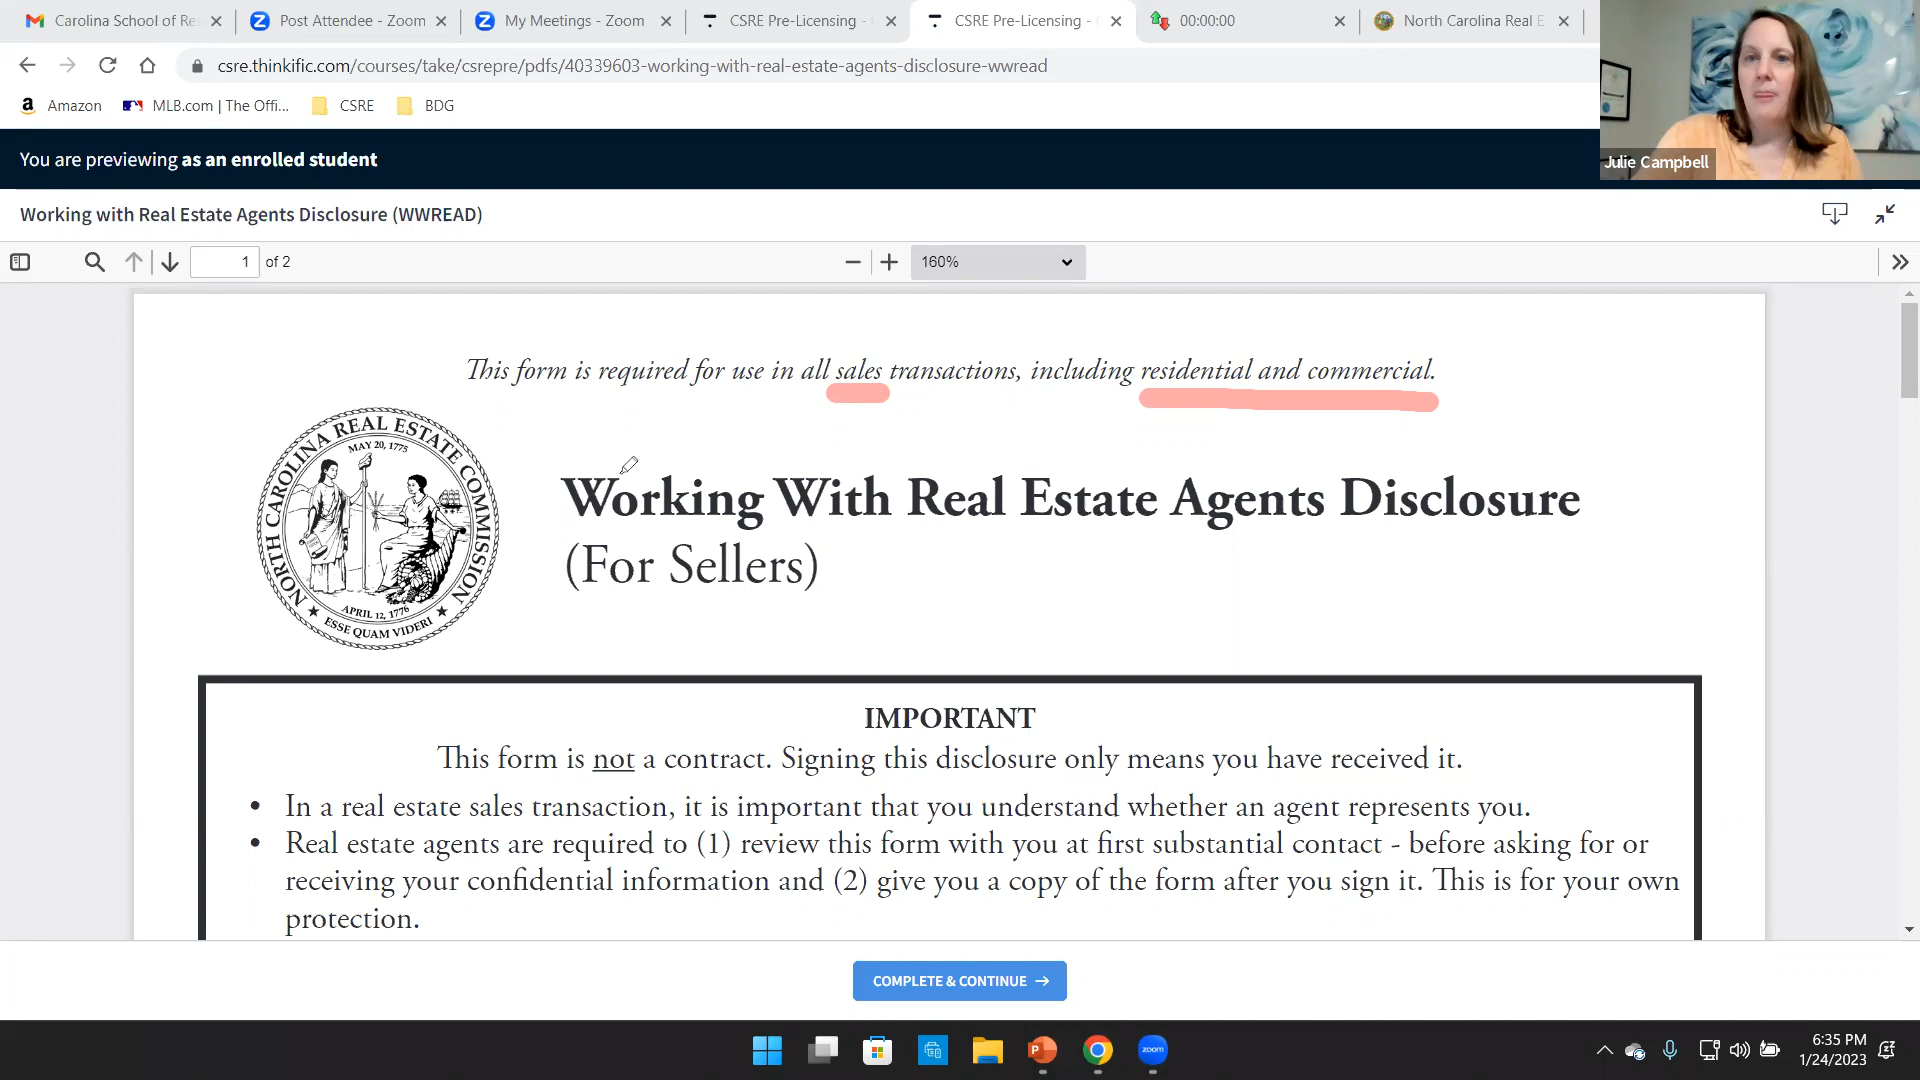 Carolina School of Re
Post Attendee - Zoom
My Meetings - Zoom
CSRE Pre-Licensing -
CSRE Pre-Licensing -
00:00:00
North Carolina Real E
csre.thinkific.com/courses/take/csrepre/pdfs/40339603-working-with-real-estate-agents-disclosure-wwread
Amazon
MLB.com | The Offi...
CSRE
BDG
You are previewing as an enrolled student
Julie Campbell
Working with Real Estate Agents Disclosure (WWREAD)
1 of 2
160%
This form is required for use in all sales transactions, including residential and commercial.
NORTH CAROLINA REAL ESTATE COMMISSION
MAY 20, 1775
APRIL 12, 1776
ESSE QUAM VIDERI
Working With Real Estate Agents Disclosure
(For Sellers)
IMPORTANT
This form is not a contract. Signing this disclosure only means you have received it.
• In a real estate sales transaction, it is important that you understand whether an agent represents you.
• Real estate agents are required to (1) review this form with you at first substantial contact - before asking for or
receiving your confidential information and (2) give you a copy of the form after you sign it. This is for your own
protection.
COMPLETE & CONTINUE →
zoom
6:35 PM
1/24/2023